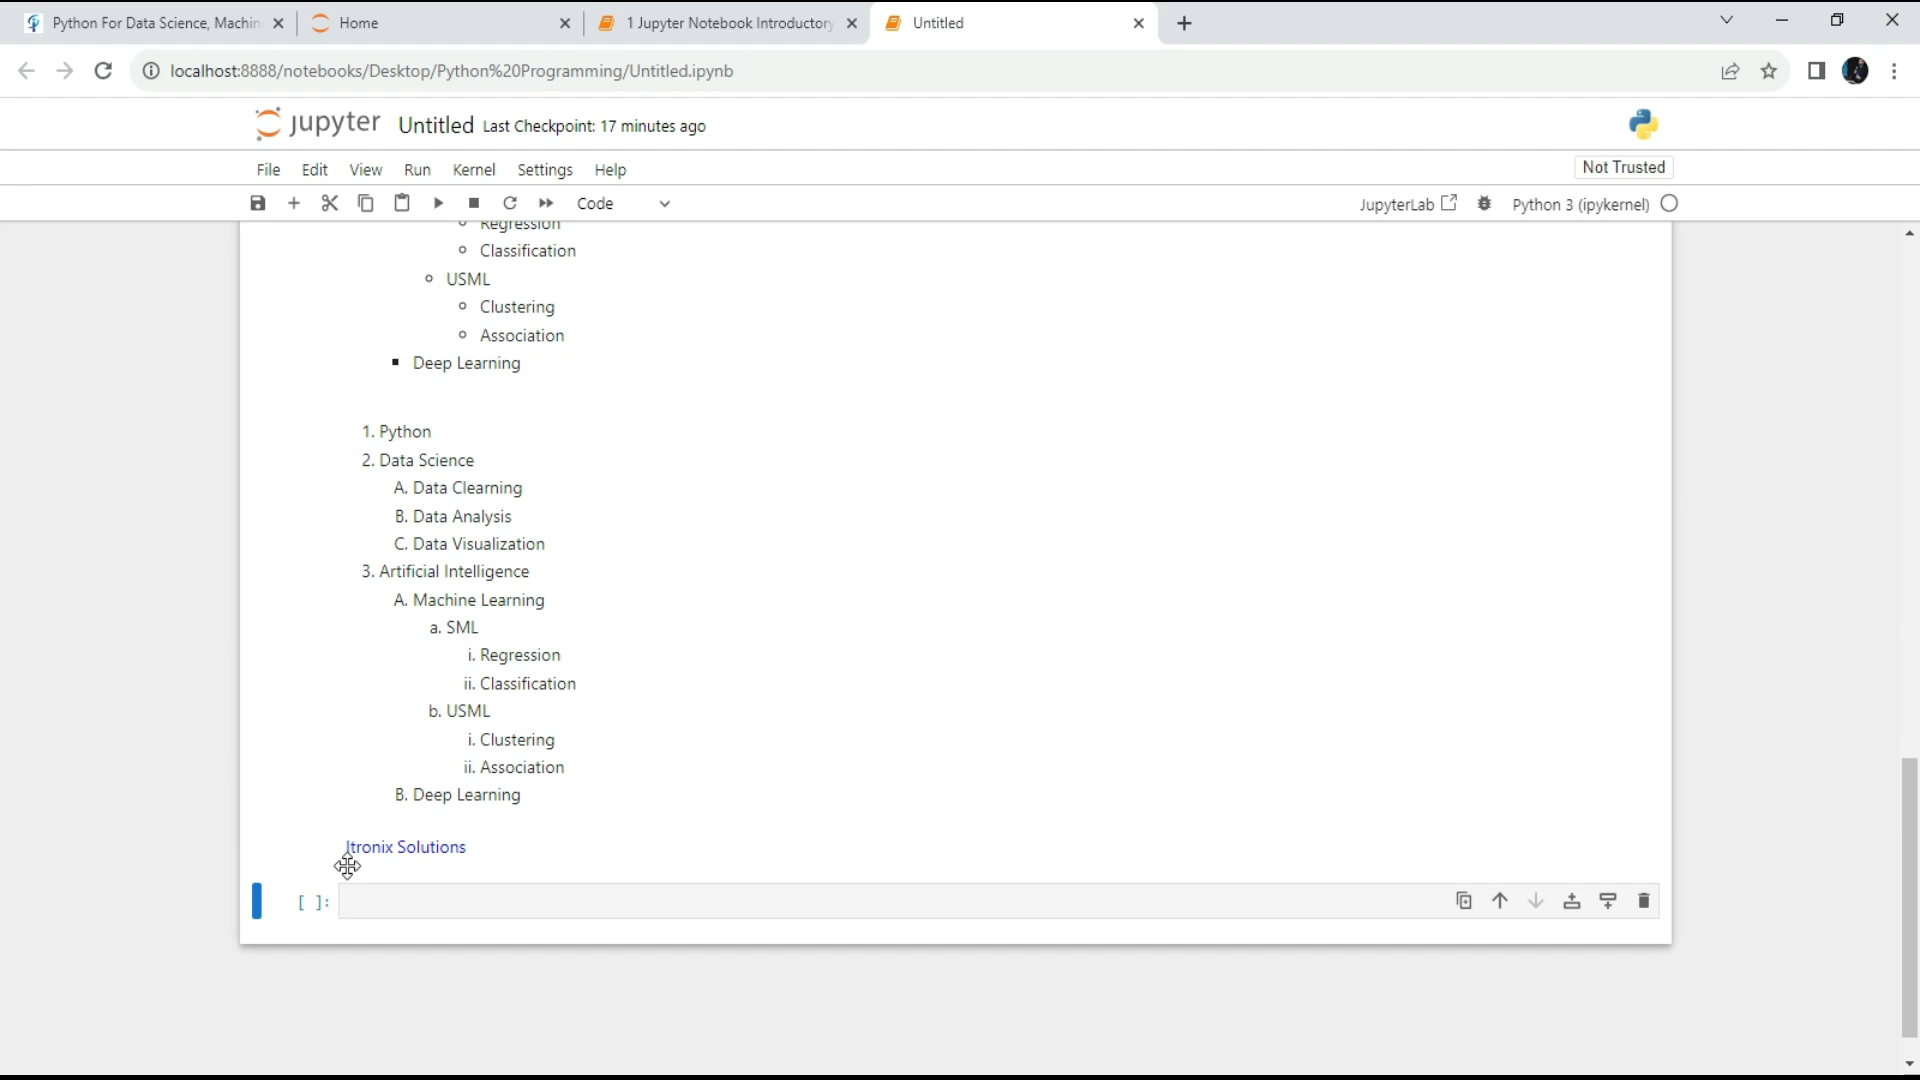 Python For Data Science, Machin
Home
1 Jupyter Notebook Introductory
Untitled
localhost:8888/notebooks/Desktop/Python%20Programming/Untitled.ipynb
jupyter Untitled Last Checkpoint: 17 minutes ago
File Edit View Run Kernel Settings Help
Not Trusted
Code
JupyterLab
Python 3 (ipykernel)
Regression
Classification
USML
Clustering
Association
Deep Learning
1. Python
2. Data Science
A. Data Clearning
B. Data Analysis
C. Data Visualization
3. Artificial Intelligence
A. Machine Learning
a. SML
i. Regression
ii. Classification
b. USML
i. Clustering
ii. Association
B. Deep Learning
Itronix Solutions
[ ]: